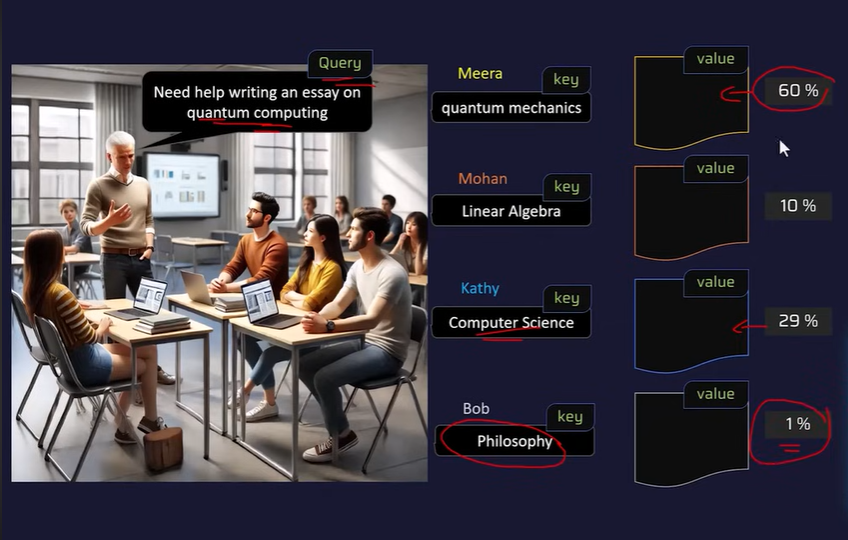 Query
Need help writing an essay on
quantum computing
Meera
key
quantum mechanics
value
60 %
Mohan
key
Linear Algebra
value
10 %
Kathy
key
Computer Science
value
29 %
Bob
key
Philosophy
value
1 %